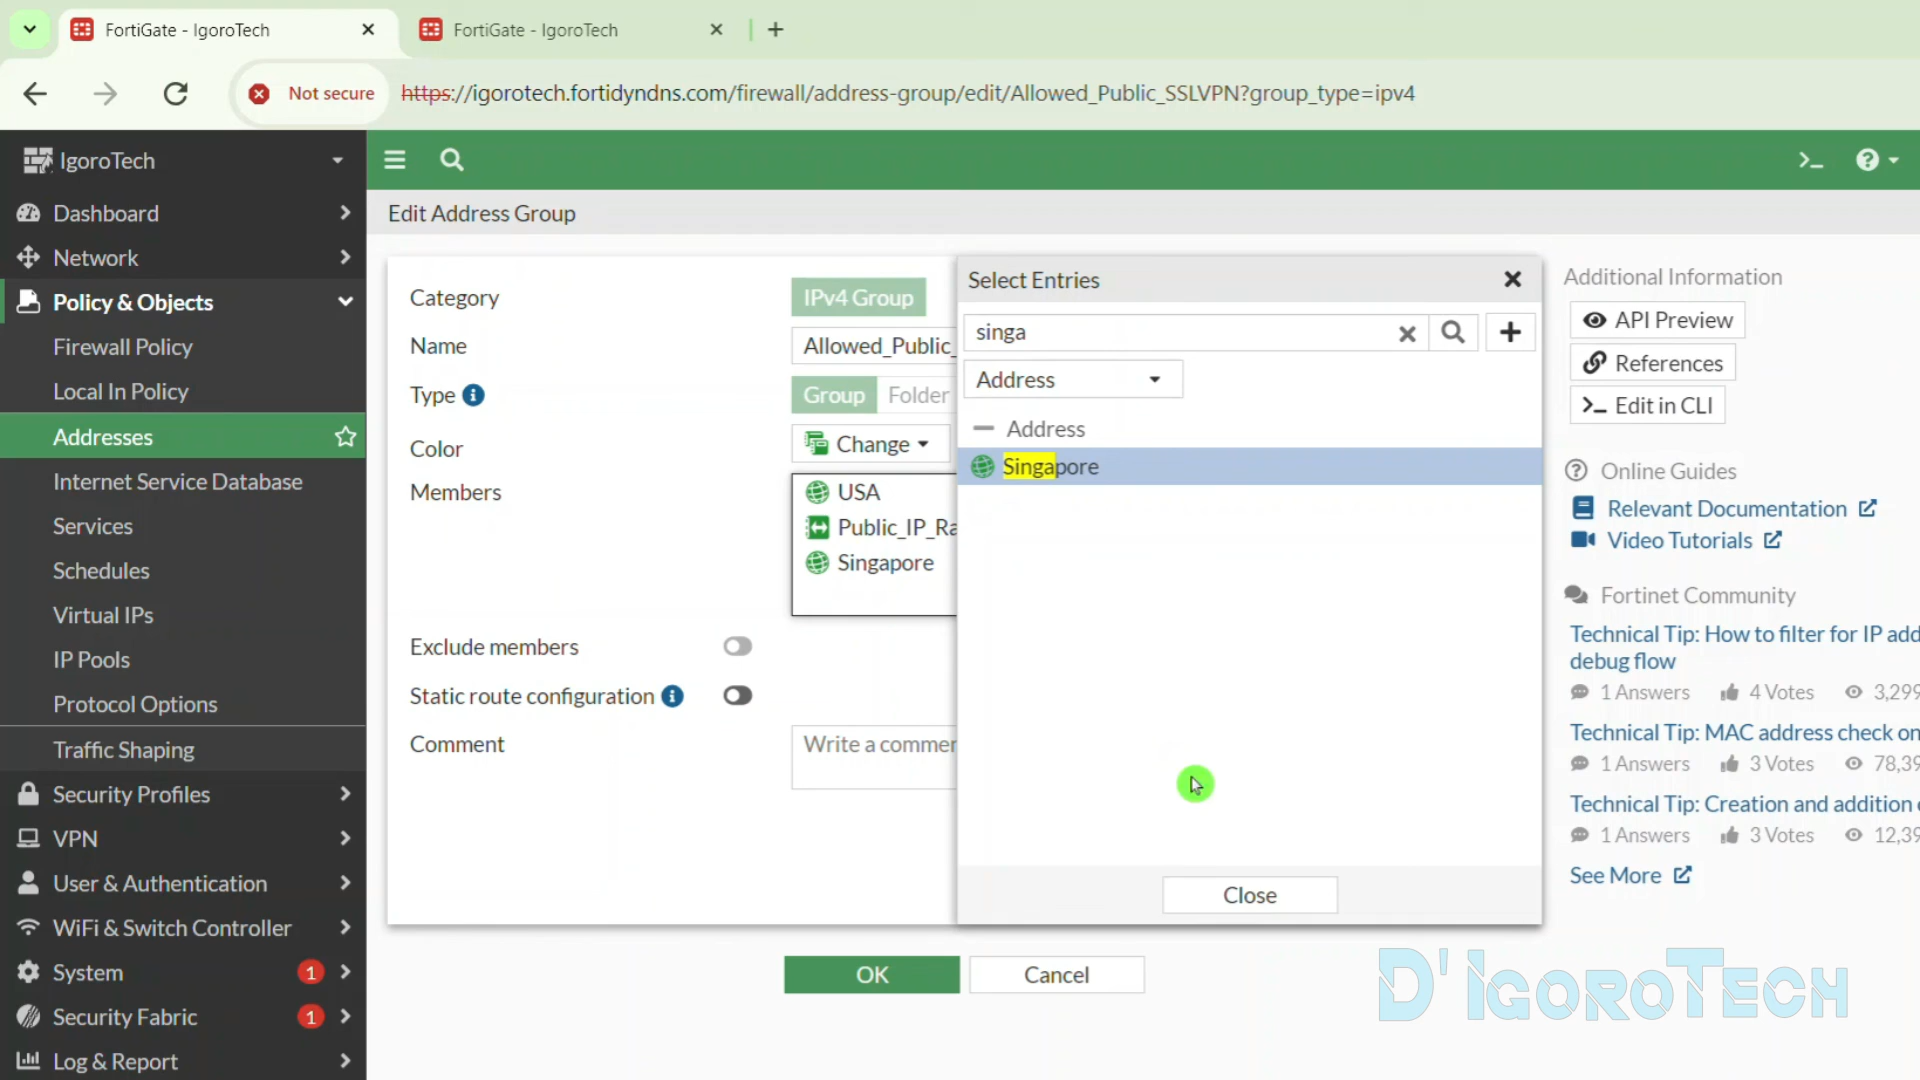 FortiGate - IgoroTech
FortiGate - IgoroTech
Not secure
https://igorotech.fortidyndns.com/firewall/address-group/edit/Allowed_Public_SSLVPN?group_type=ipv4
IgoroTech
Dashboard
Network
Policy & Objects
Firewall Policy
Local In Policy
Addresses
Internet Service Database
Services
Schedules
Virtual IPs
IP Pools
Protocol Options
Traffic Shaping
Security Profiles
VPN
User & Authentication
WiFi & Switch Controller
System 1
Security Fabric 1
Log & Report
Edit Address Group
Category IPv4 Group
Name Allowed_Public_
Type Group Folder
Color Change
Members USA
Public_IP_Ra
Singapore
Exclude members
Static route configuration
Comment Write a commen
OK Cancel
Select Entries
singa
Address
Address
Singapore
Close
Additional Information
API Preview
References
>_ Edit in CLI
Online Guides
Relevant Documentation
Video Tutorials
Fortinet Community
Technical Tip: How to filter for IP add
debug flow
1 Answers 4 Votes 3,299
Technical Tip: MAC address check on
1 Answers 3 Votes 78,39
Technical Tip: Creation and addition
1 Answers 3 Votes 12,39
See More
D'IGOROTECH